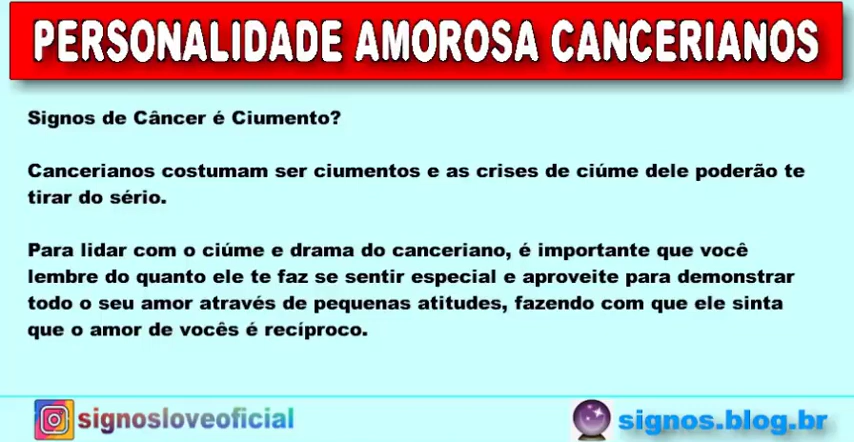 PERSONALIDADE AMOROSA CANCERIANOS
Signos de Câncer é Ciumento?
Cancerianos costumam ser ciumentos e as crises de ciúme dele poderão te
tirar do sério.
Para lidar com o ciúme e drama do canceriano, é importante que você
lembre do quanto ele te faz se sentir especial e aproveite para demonstrar
todo o seu amor através de pequenas atitudes, fazendo com que ele sinta
que o amor de vocês é recíproco.
signosloveoficial
signos.blog.br